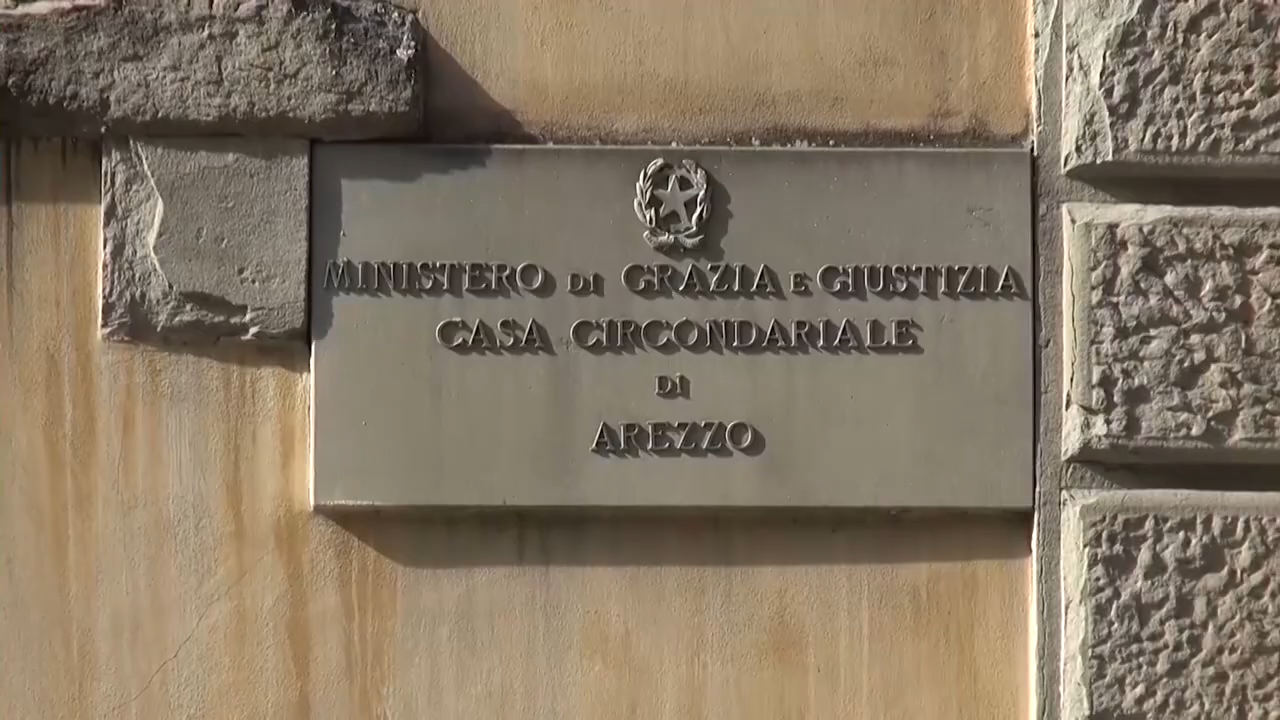 MINISTERO DI GRAZIA E GIUSTIZIA
CASA CIRCONDARIALE
DI
AREZZO